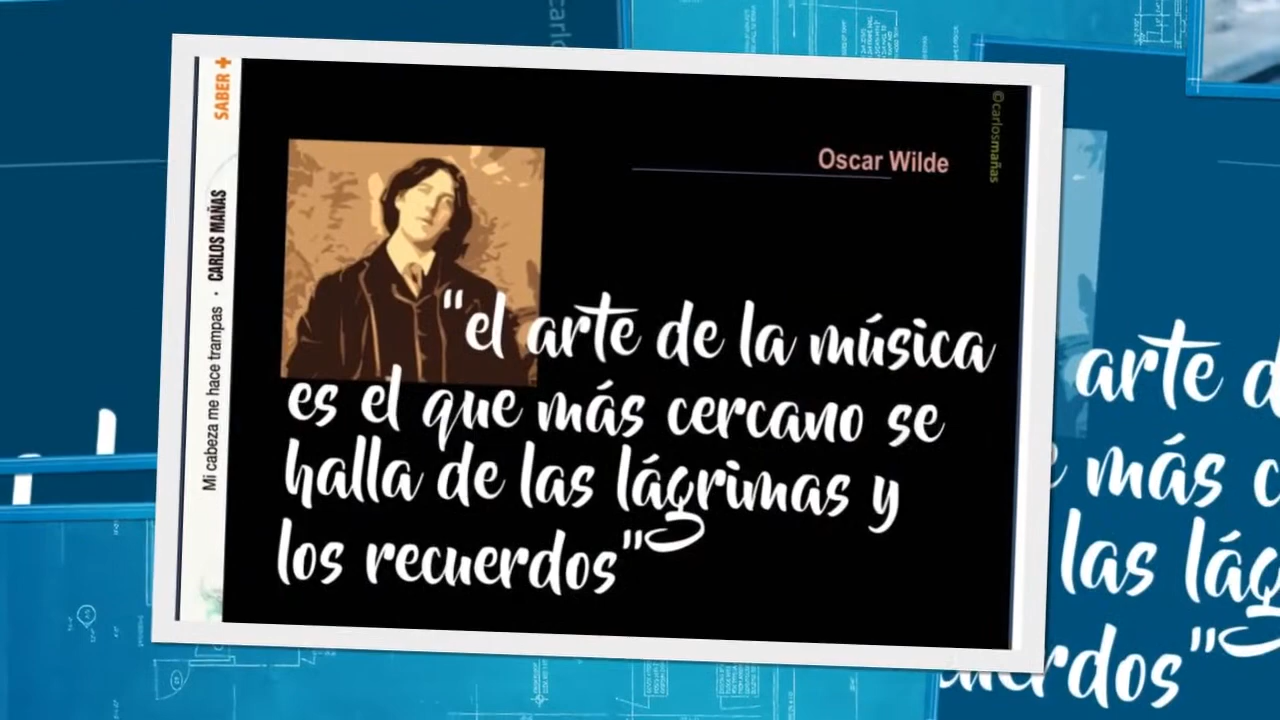 SABER +
Mi cabeza me hace trampas · CARLOS MAÑAS
©carlosmañas
Oscar Wilde
"el arte de la música
es el que más cercano se
halla de las lágrimas y
los recuerdos"
arte d
más c
las lág
rdos"